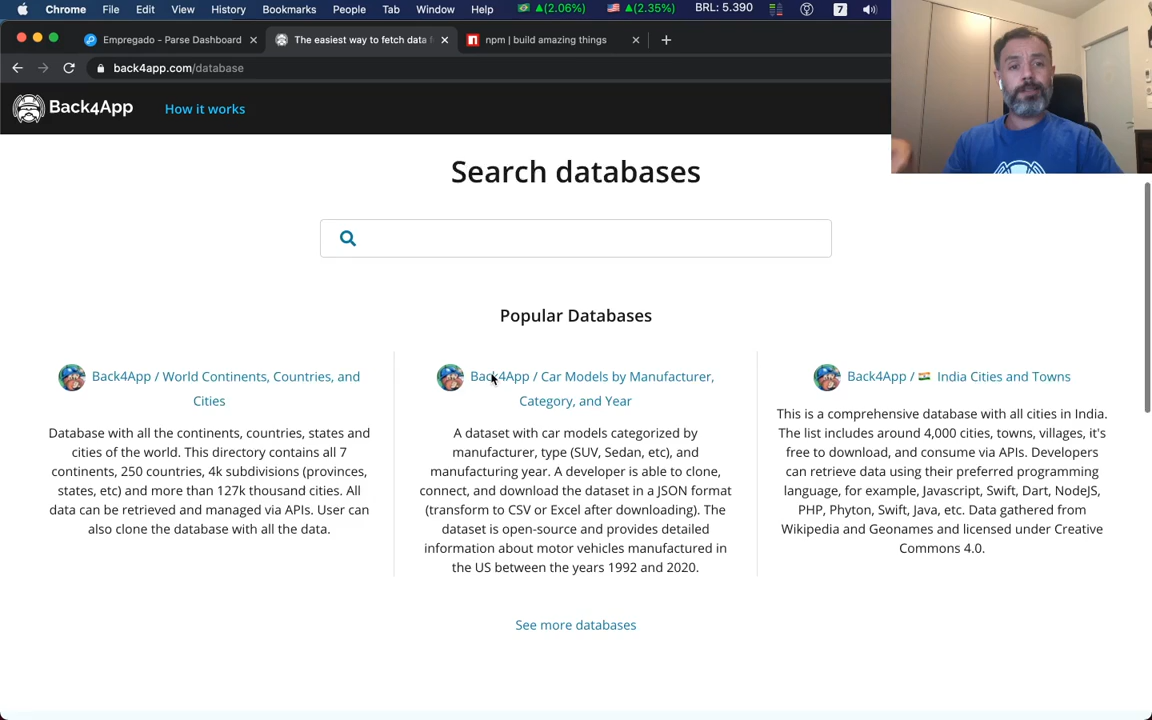 Chrome File Edit View History Bookmarks People Tab Window Help ▲(2.06%) ▲(2.35%) BRL: 5.390 7
Empregado - Parse Dashboard
The easiest way to fetch data f
npm | build amazing things
back4app.com/database
Back4App
How it works
Search databases
Popular Databases
Back4App / World Continents, Countries, and
Cities
Database with all the continents, countries, states and
cities of the world. This directory contains all 7
continents, 250 countries, 4k subdivisions (provinces,
states, etc) and more than 127k thousand cities. All
data can be retrieved and managed via APIs. User can
also clone the database with all the data.
Back4App / Car Models by Manufacturer,
Category, and Year
A dataset with car models categorized by
manufacturer, type (SUV, Sedan, etc), and
manufacturing year. A developer is able to clone,
connect, and download the dataset in a JSON format
(transform to CSV or Excel after downloading). The
dataset is open-source and provides detailed
information about motor vehicles manufactured in
the US between the years 1992 and 2020.
Back4App / India Cities and Towns
This is a comprehensive database with all cities in India.
The list includes around 4,000 cities, towns, villages, it's
free to download, and consume via APIs. Developers
can retrieve data using their preferred programming
language, for example, Javascript, Swift, Dart, NodeJS,
PHP, Phyton, Swift, Java, etc. Data gathered from
Wikipedia and Geonames and licensed under Creative
Commons 4.0.
See more databases